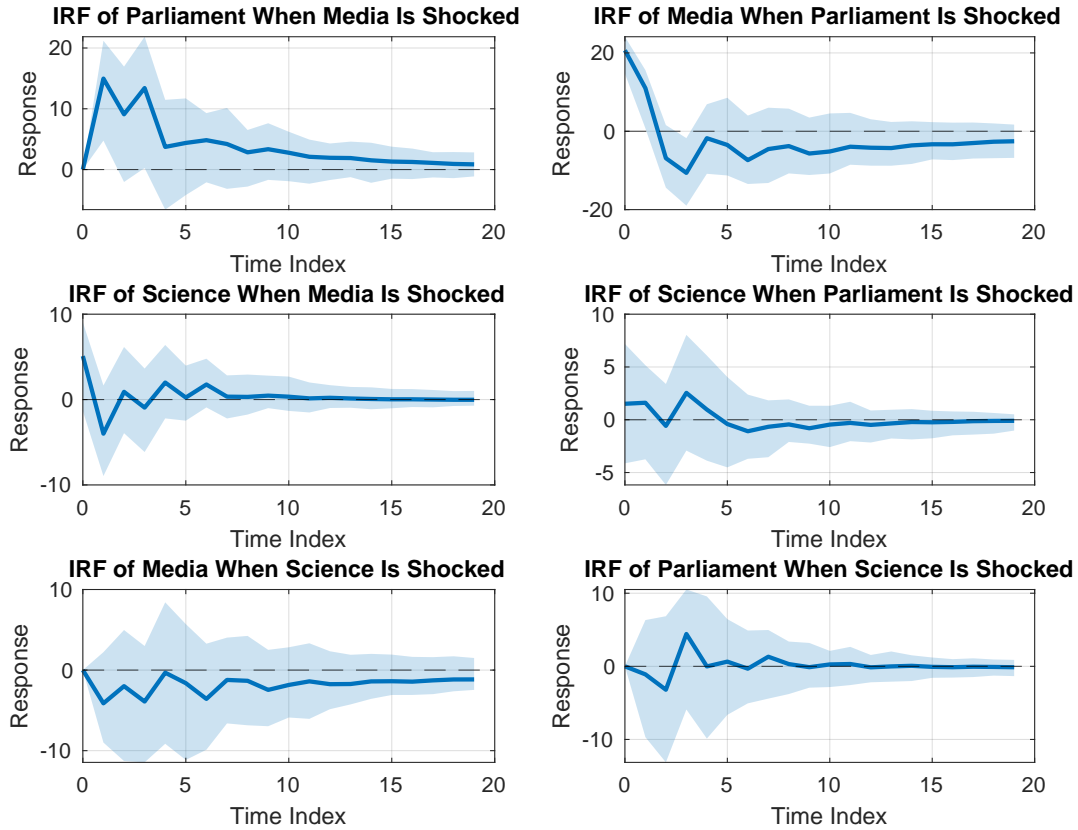 IRF of Parliament When Media Is Shocked
20
10
0
Response
0
5
10
15
20
Time Index
IRF of Media When Parliament Is Shocked
20
0
-20
Response
0
5
10
15
20
Time Index
IRF of Science When Media Is Shocked
10
0
-10
Response
0
5
10
15
20
Time Index
IRF of Science When Parliament Is Shocked
10
5
0
-5
Response
0
5
10
15
20
Time Index
IRF of Media When Science Is Shocked
10
0
-10
Response
0
5
10
15
20
Time Index
IRF of Parliament When Science Is Shocked
10
0
-10
Response
0
5
10
15
20
Time Index